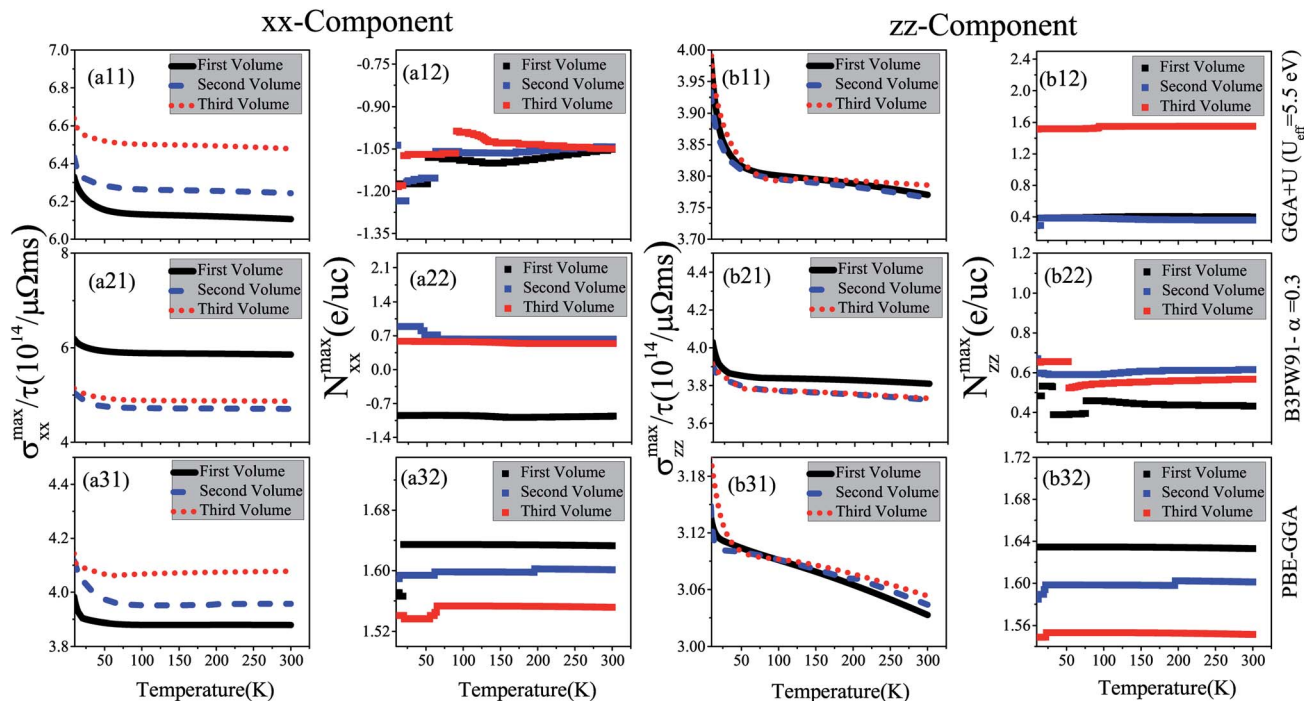 xx-Component
zz-Component
(a11)
First Volume
Second Volume
Third Volume
7.0
6.8
6.6
6.4
6.2
6.0
(a12)
First Volume
Second Volume
Third Volume
-0.75
-0.90
-1.05
-1.20
-1.35
(b11)
First Volume
Second Volume
Third Volume
4.00
3.95
3.90
3.85
3.80
3.75
3.70
(b12)
First Volume
Second Volume
Third Volume
2.4
2.0
1.6
1.2
0.8
0.4
GGA+U (U_eff=5.5 eV)
(a21)
First Volume
Second Volume
Third Volume
8
6
4
(a22)
First Volume
Second Volume
Third Volume
2.1
1.4
0.7
0.0
-0.7
-1.4
(b21)
First Volume
Second Volume
Third Volume
4.4
4.2
4.0
3.8
3.6
(b22)
First Volume
Second Volume
Third Volume
1.2
1.0
0.8
0.6
0.4
B3PW91- α =0.3
σ_xx^max/τ(10^14/μΩms)
N_xx^max(e/uc)
σ_zz^max/τ(10^14/μΩms)
N_zz^max(e/uc)
(a31)
First Volume
Second Volume
Third Volume
4.4
4.2
4.0
3.8
(a32)
First Volume
Second Volume
Third Volume
1.68
1.60
1.52
(b31)
First Volume
Second Volume
Third Volume
3.18
3.12
3.06
3.00
(b32)
First Volume
Second Volume
Third Volume
1.72
1.68
1.64
1.60
1.56
PBE-GGA
50 100 150 200 250 300
50 100 150 200 250 300
50 100 150 200 250 300
50 100 150 200 250 300
Temperature(K)
Temperature(K)
Temperature(K)
Temperature(K)